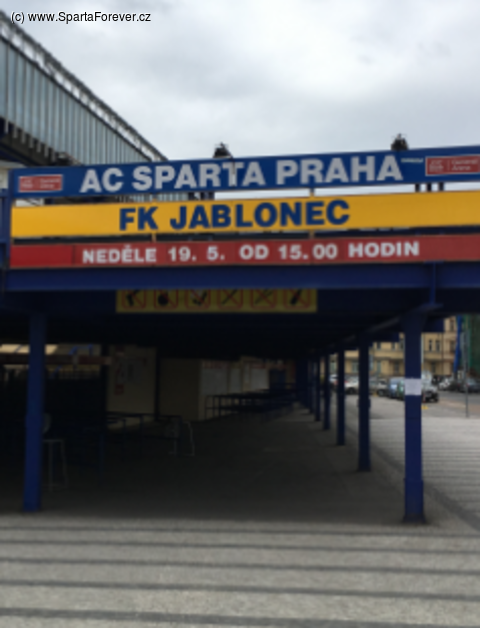 (c) www.SpartaForever.cz
AC SPARTA PRAHA
FK JABLONEC
NEDĚLE 19. 5. OD 15.00 HODIN